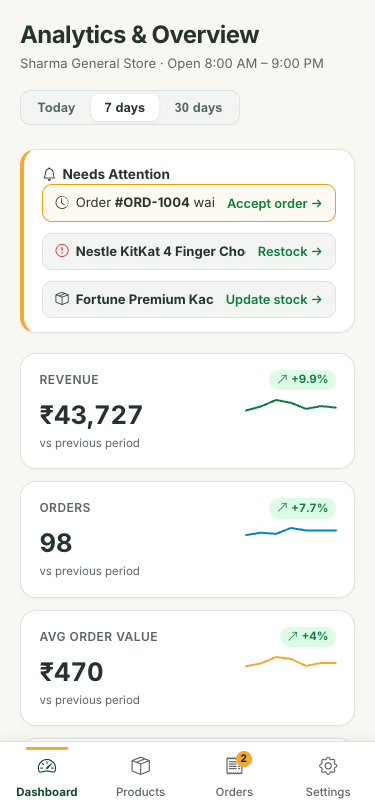 Analytics & Overview
Sharma General Store · Open 8:00 AM – 9:00 PM
Today 7 days 30 days
Needs Attention
Order #ORD-1004 wai Accept order →
Nestle KitKat 4 Finger Cho Restock →
Fortune Premium Kac Update stock →
REVENUE ↗ +9.9%
₹43,727
vs previous period
ORDERS ↗ +7.7%
98
vs previous period
AVG ORDER VALUE ↗ +4%
₹470
vs previous period
2
Dashboard Products Orders Settings